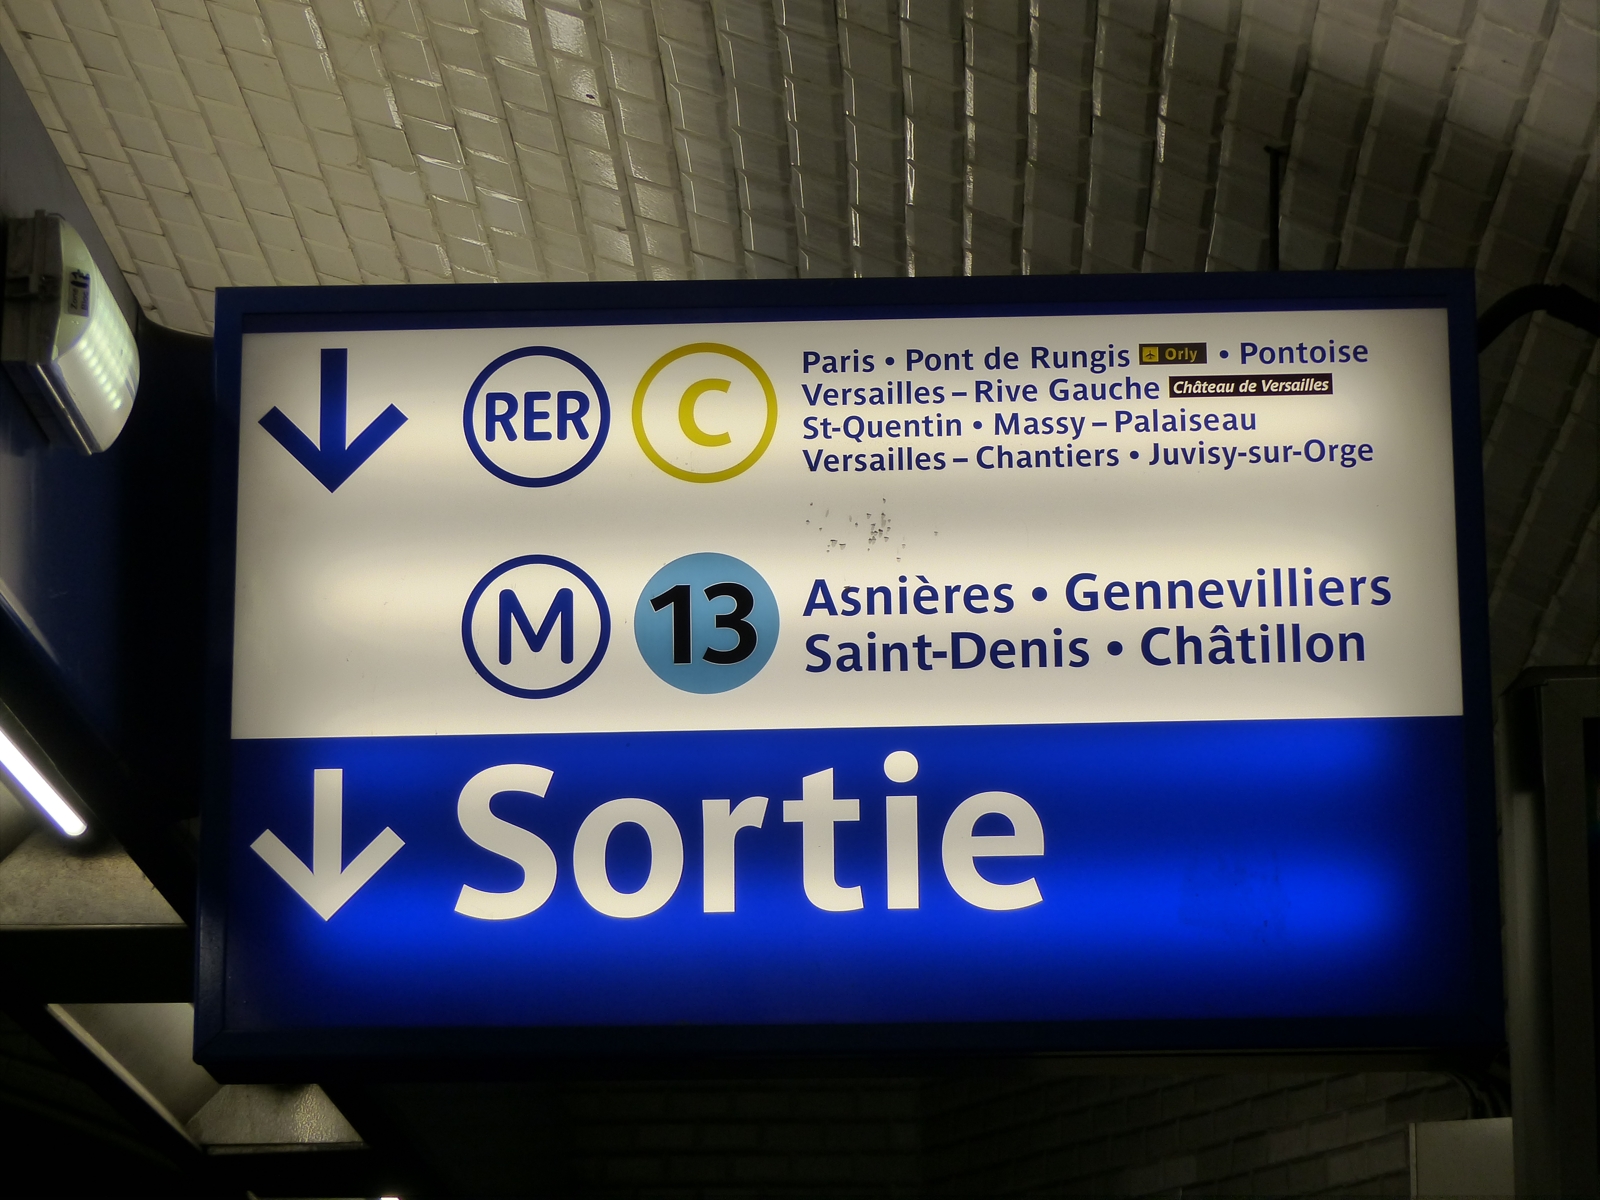 RER C Paris • Pont de Rungis Orly • Pontoise
Versailles – Rive Gauche Château de Versailles
St-Quentin • Massy – Palaiseau
Versailles – Chantiers • Juvisy-sur-Orge
M 13 Asnières • Gennevilliers
Saint-Denis • Châtillon
Sortie